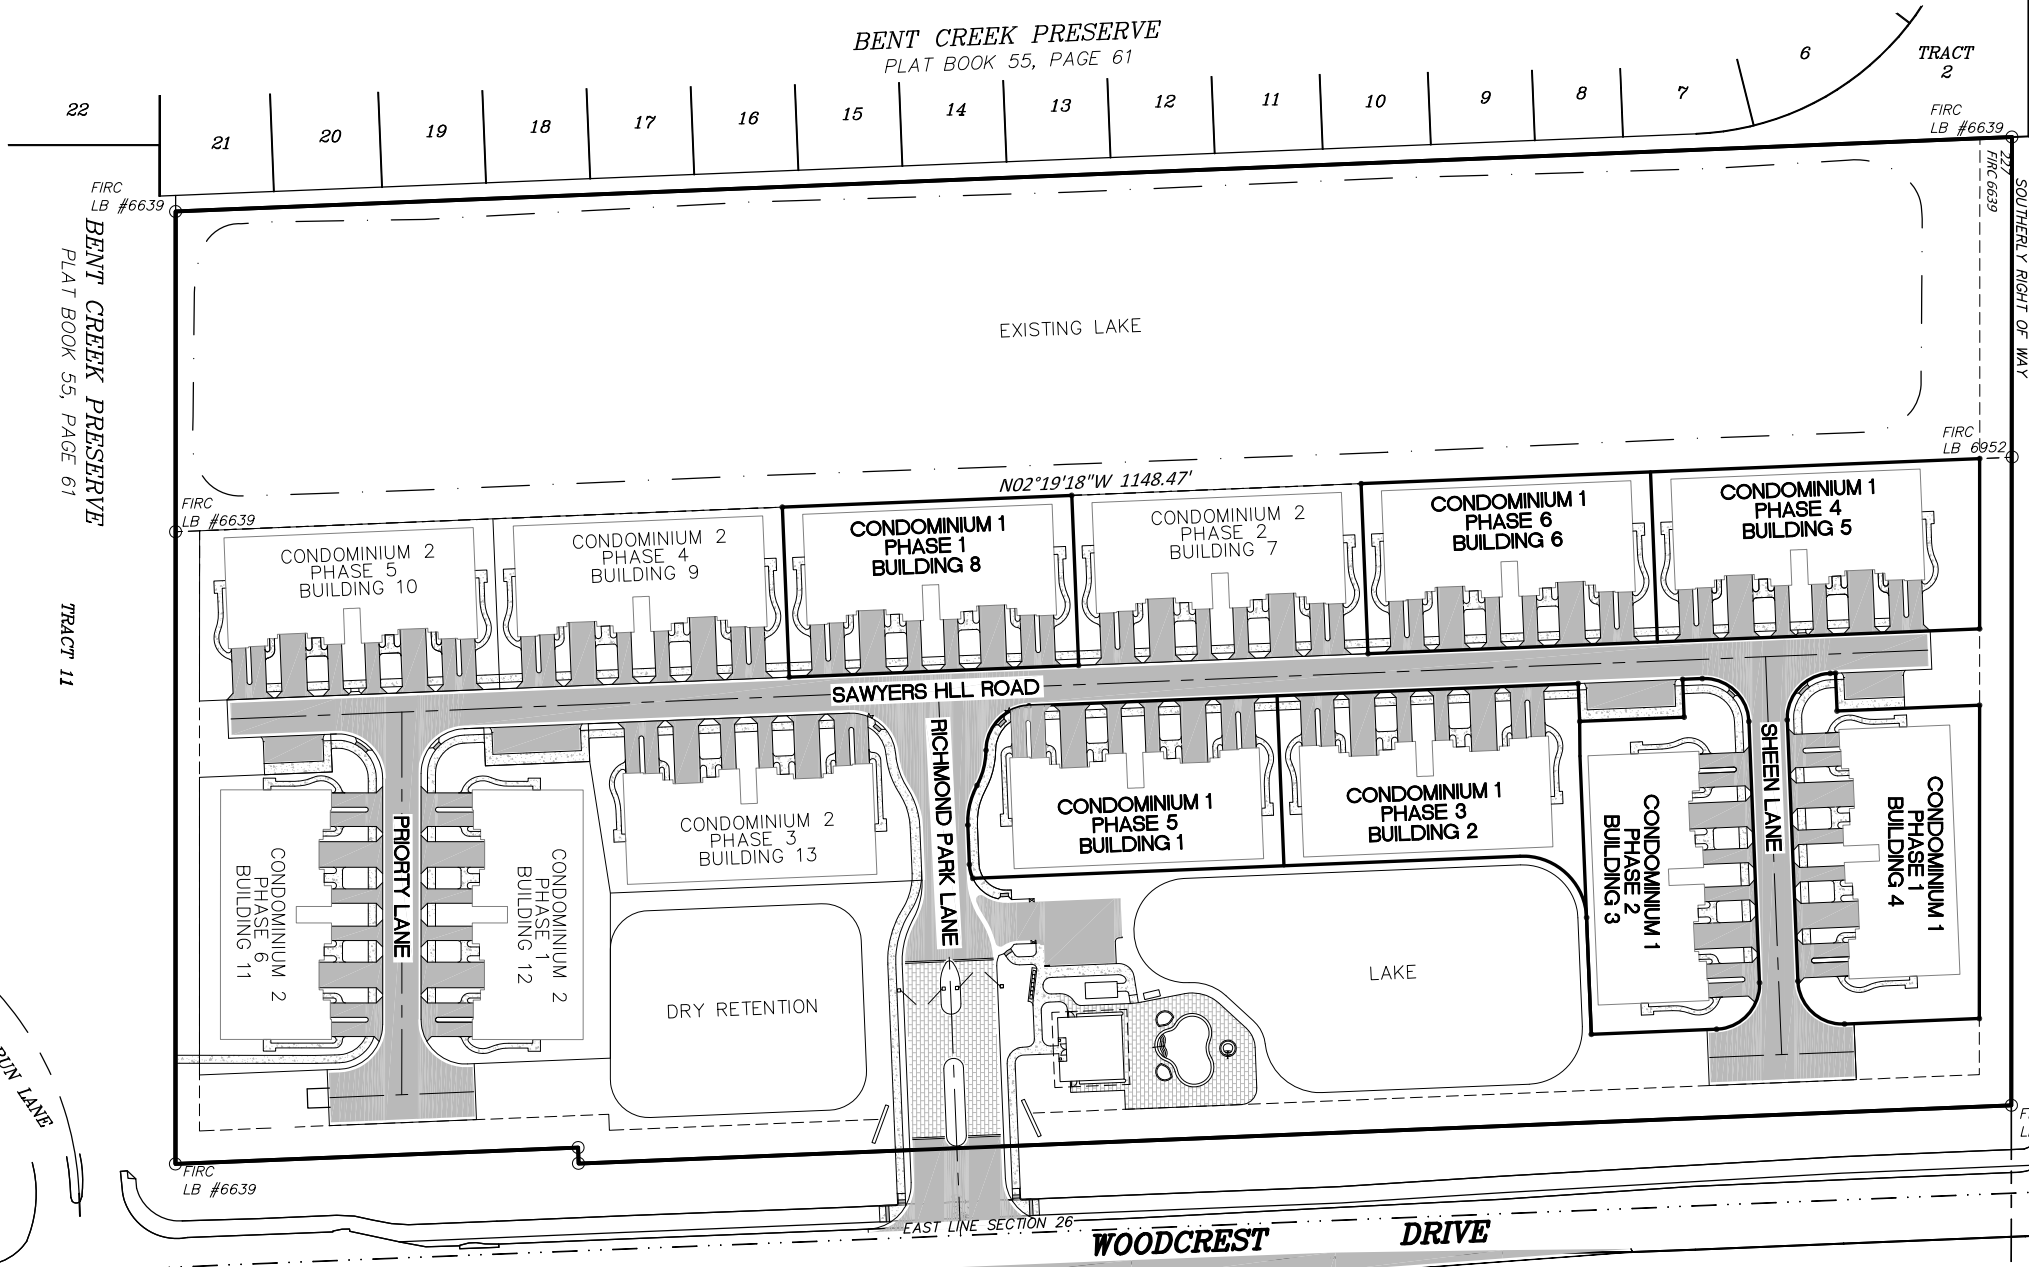 BENT CREEK PRESERVE
PLAT BOOK 55, PAGE 61
22
21
20
19
18
17
16
15
14
13
12
11
10
9
8
7
6
TRACT
2
FIRC
LB #6639
227
FIRC 6639
SOUTHERLY RIGHT OF WAY
FIRC
LB #6639
BENT CREEK PRESERVE
PLAT BOOK 55, PAGE 61
TRACT 11
EXISTING LAKE
FIRC
LB 6952
N02°19'18"W 1148.47'
FIRC
LB #6639
CONDOMINIUM 2
PHASE 5
BUILDING 10
CONDOMINIUM 2
PHASE 4
BUILDING 9
CONDOMINIUM 1
PHASE 1
BUILDING 8
CONDOMINIUM 2
PHASE 2
BUILDING 7
CONDOMINIUM 1
PHASE 6
BUILDING 6
CONDOMINIUM 1
PHASE 4
BUILDING 5
SAWYERS HLL ROAD
RICHMOND PARK LANE
PRIORTY LANE
SHEEN LANE
CONDOMINIUM 2
PHASE 6
BUILDING 11
CONDOMINIUM 2
PHASE 1
BUILDING 12
CONDOMINIUM 2
PHASE 3
BUILDING 13
CONDOMINIUM 1
PHASE 5
BUILDING 1
CONDOMINIUM 1
PHASE 3
BUILDING 2
CONDOMINIUM 1
PHASE 2
BUILDING 3
CONDOMINIUM 1
PHASE 1
BUILDING 4
DRY RETENTION
LAKE
RUN LANE
FIRC
LB #6639
EAST LINE SECTION 26
WOODCREST DRIVE